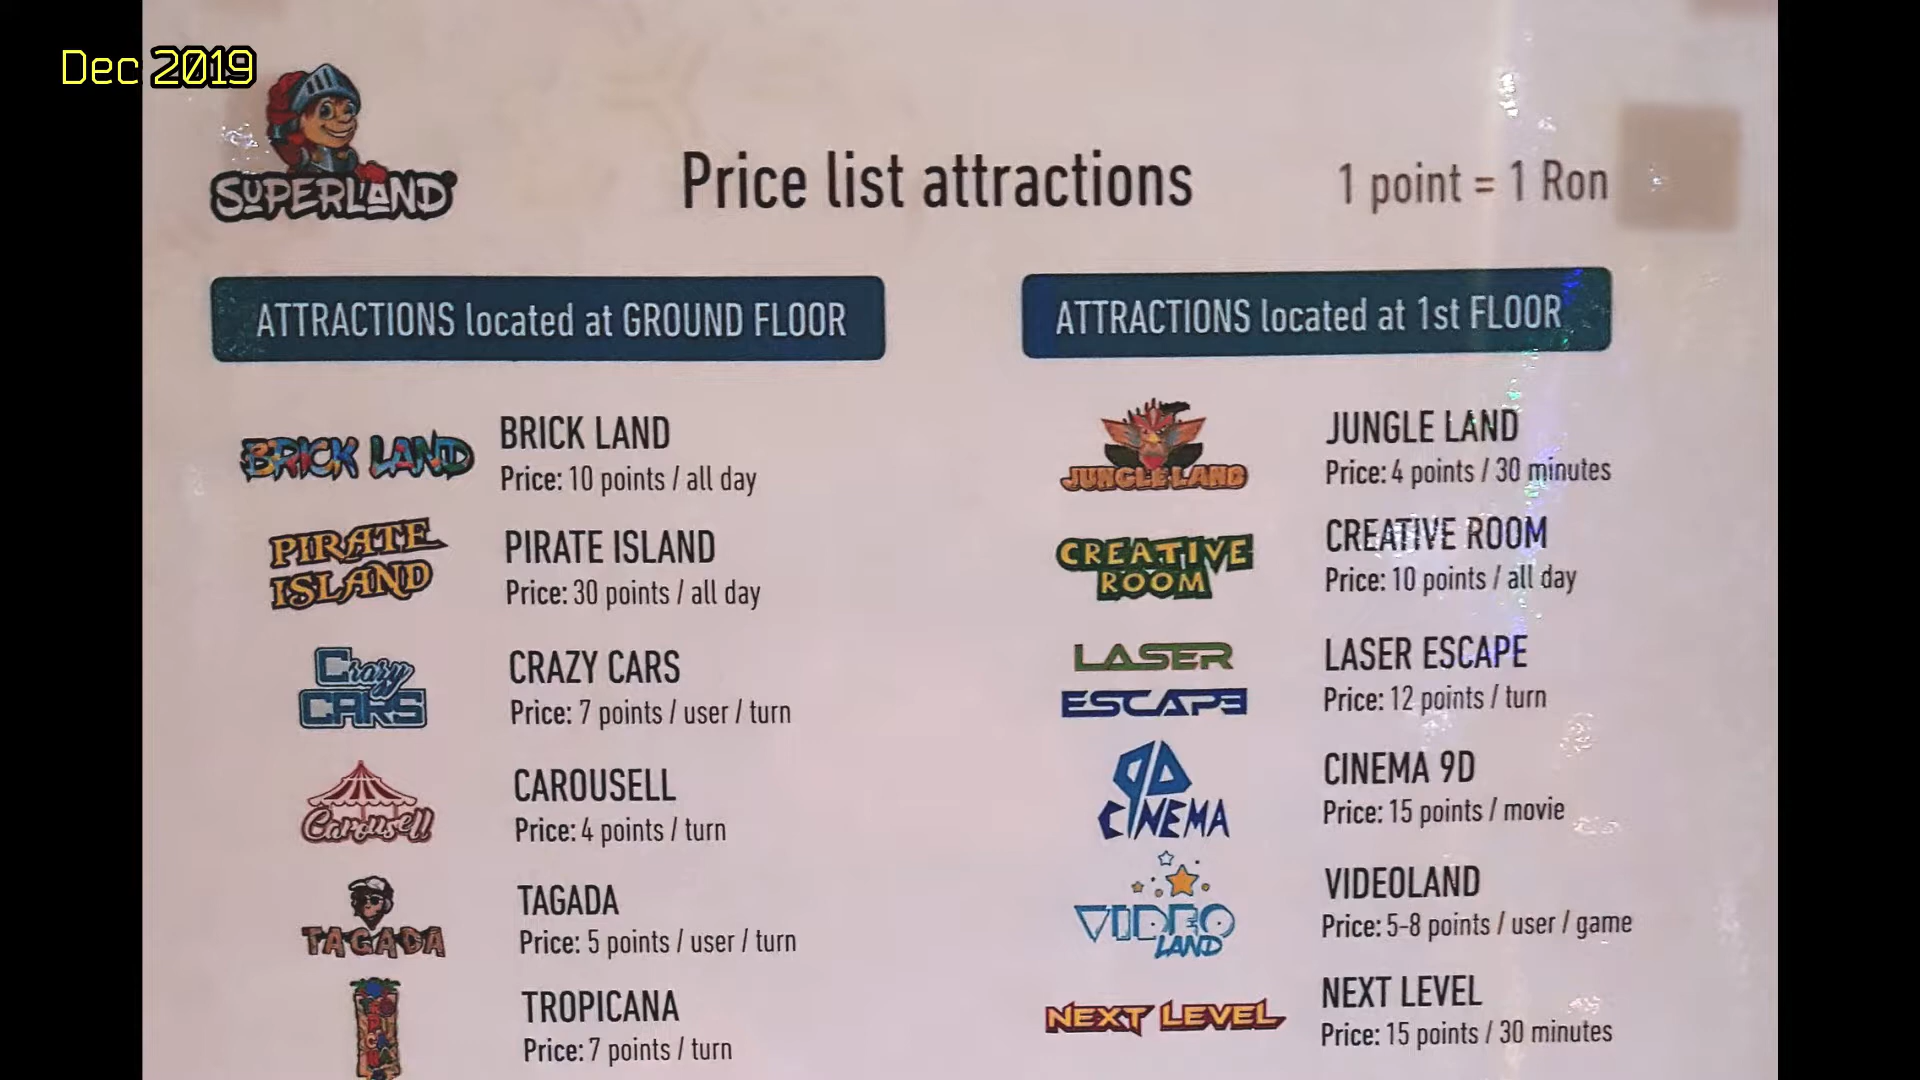 Dec 2019
SUPERLAND
Price list attractions
1 point = 1 Ron
ATTRACTIONS located at GROUND FLOOR
BRICK LAND
BRICK LAND
Price: 10 points / all day
PIRATE
ISLAND
PIRATE ISLAND
Price: 30 points / all day
Crazy
CARS
CRAZY CARS
Price: 7 points / user / turn
Carousell
CAROUSELL
Price: 4 points / turn
TAGADA
TAGADA
Price: 5 points / user / turn
TROPICANA
Price: 7 points / turn
ATTRACTIONS located at 1st FLOOR
JUNGLE LAND
JUNGLE LAND
Price: 4 points / 30 minutes
CREATIVE
ROOM
CREATIVE ROOM
Price: 10 points / all day
LASER
ESCAPE
LASER ESCAPE
Price: 12 points / turn
9D
CINEMA
CINEMA 9D
Price: 15 points / movie
VIDEO
LAND
VIDEOLAND
Price: 5-8 points / user / game
NEXT LEVEL
NEXT LEVEL
Price: 15 points / 30 minutes